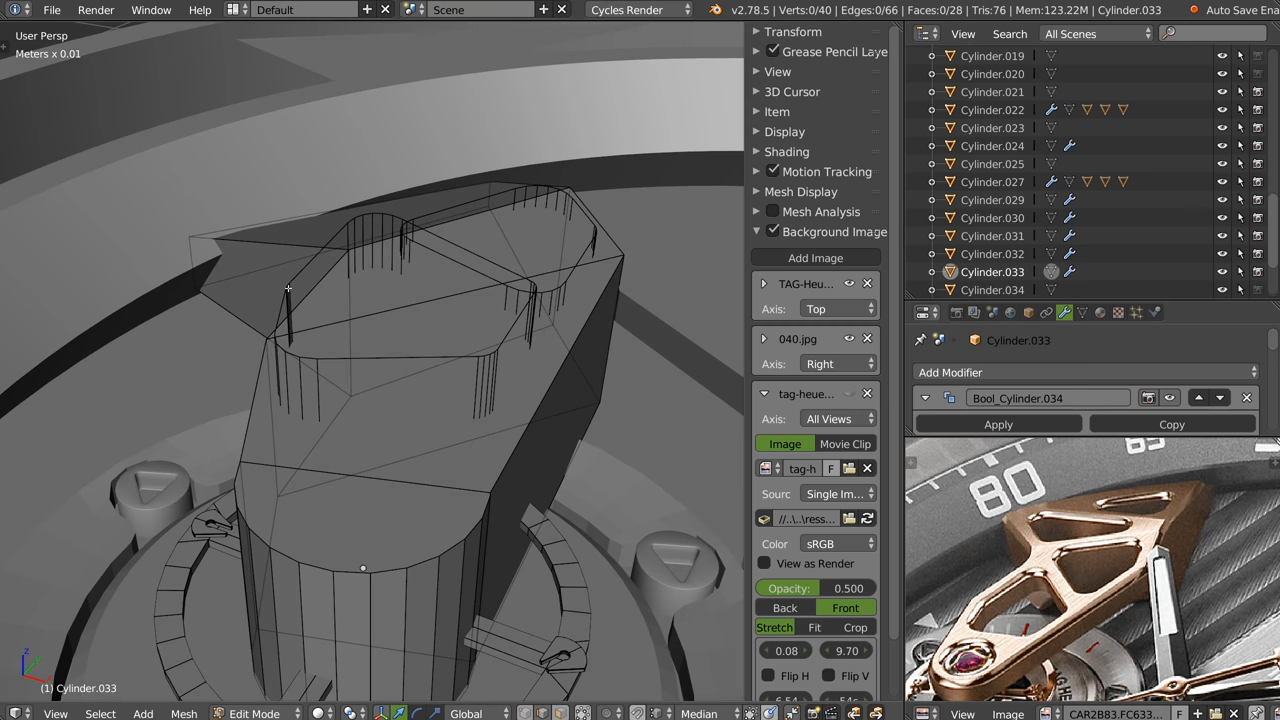 File Edit Render Window Help Default Scene Cycles Render v2.78.5 | Verts:0/40 | Edges:0/66 | Faces:0/28 | Tris:76 | Mem:123.22M | Cylinder.033 Auto Save Ena
User Persp
Meters x 0.01
Transform
Grease Pencil Laye
View
3D Cursor
Item
Display
Shading
Motion Tracking
Mesh Display
Mesh Analysis
Background Image
Add Image
TAG-Heu...
Axis: Top
040.jpg
Axis: Right
tag-heue...
Axis: All Views
Image Movie Clip
tag-h F
Sourc Single Im...
//..\..\ress...
Color sRGB
View as Render
Opacity: 0.500
Back Front
Stretch Fit Crop
0.08 9.70
Flip H Flip V
View Search All Scenes
Cylinder.019
Cylinder.020
Cylinder.021
Cylinder.022
Cylinder.023
Cylinder.024
Cylinder.025
Cylinder.027
Cylinder.029
Cylinder.030
Cylinder.031
Cylinder.032
Cylinder.033
Cylinder.034
Cylinder.033
Add Modifier
Bool_Cylinder.034
Apply Copy
80
85
(1) Cylinder.033
View Select Add Mesh Edit Mode Global Median
View Image CAR2B83.FC633... F